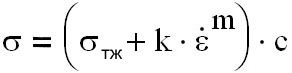 σ = (σтж + k · ε̇ᵐ) · c